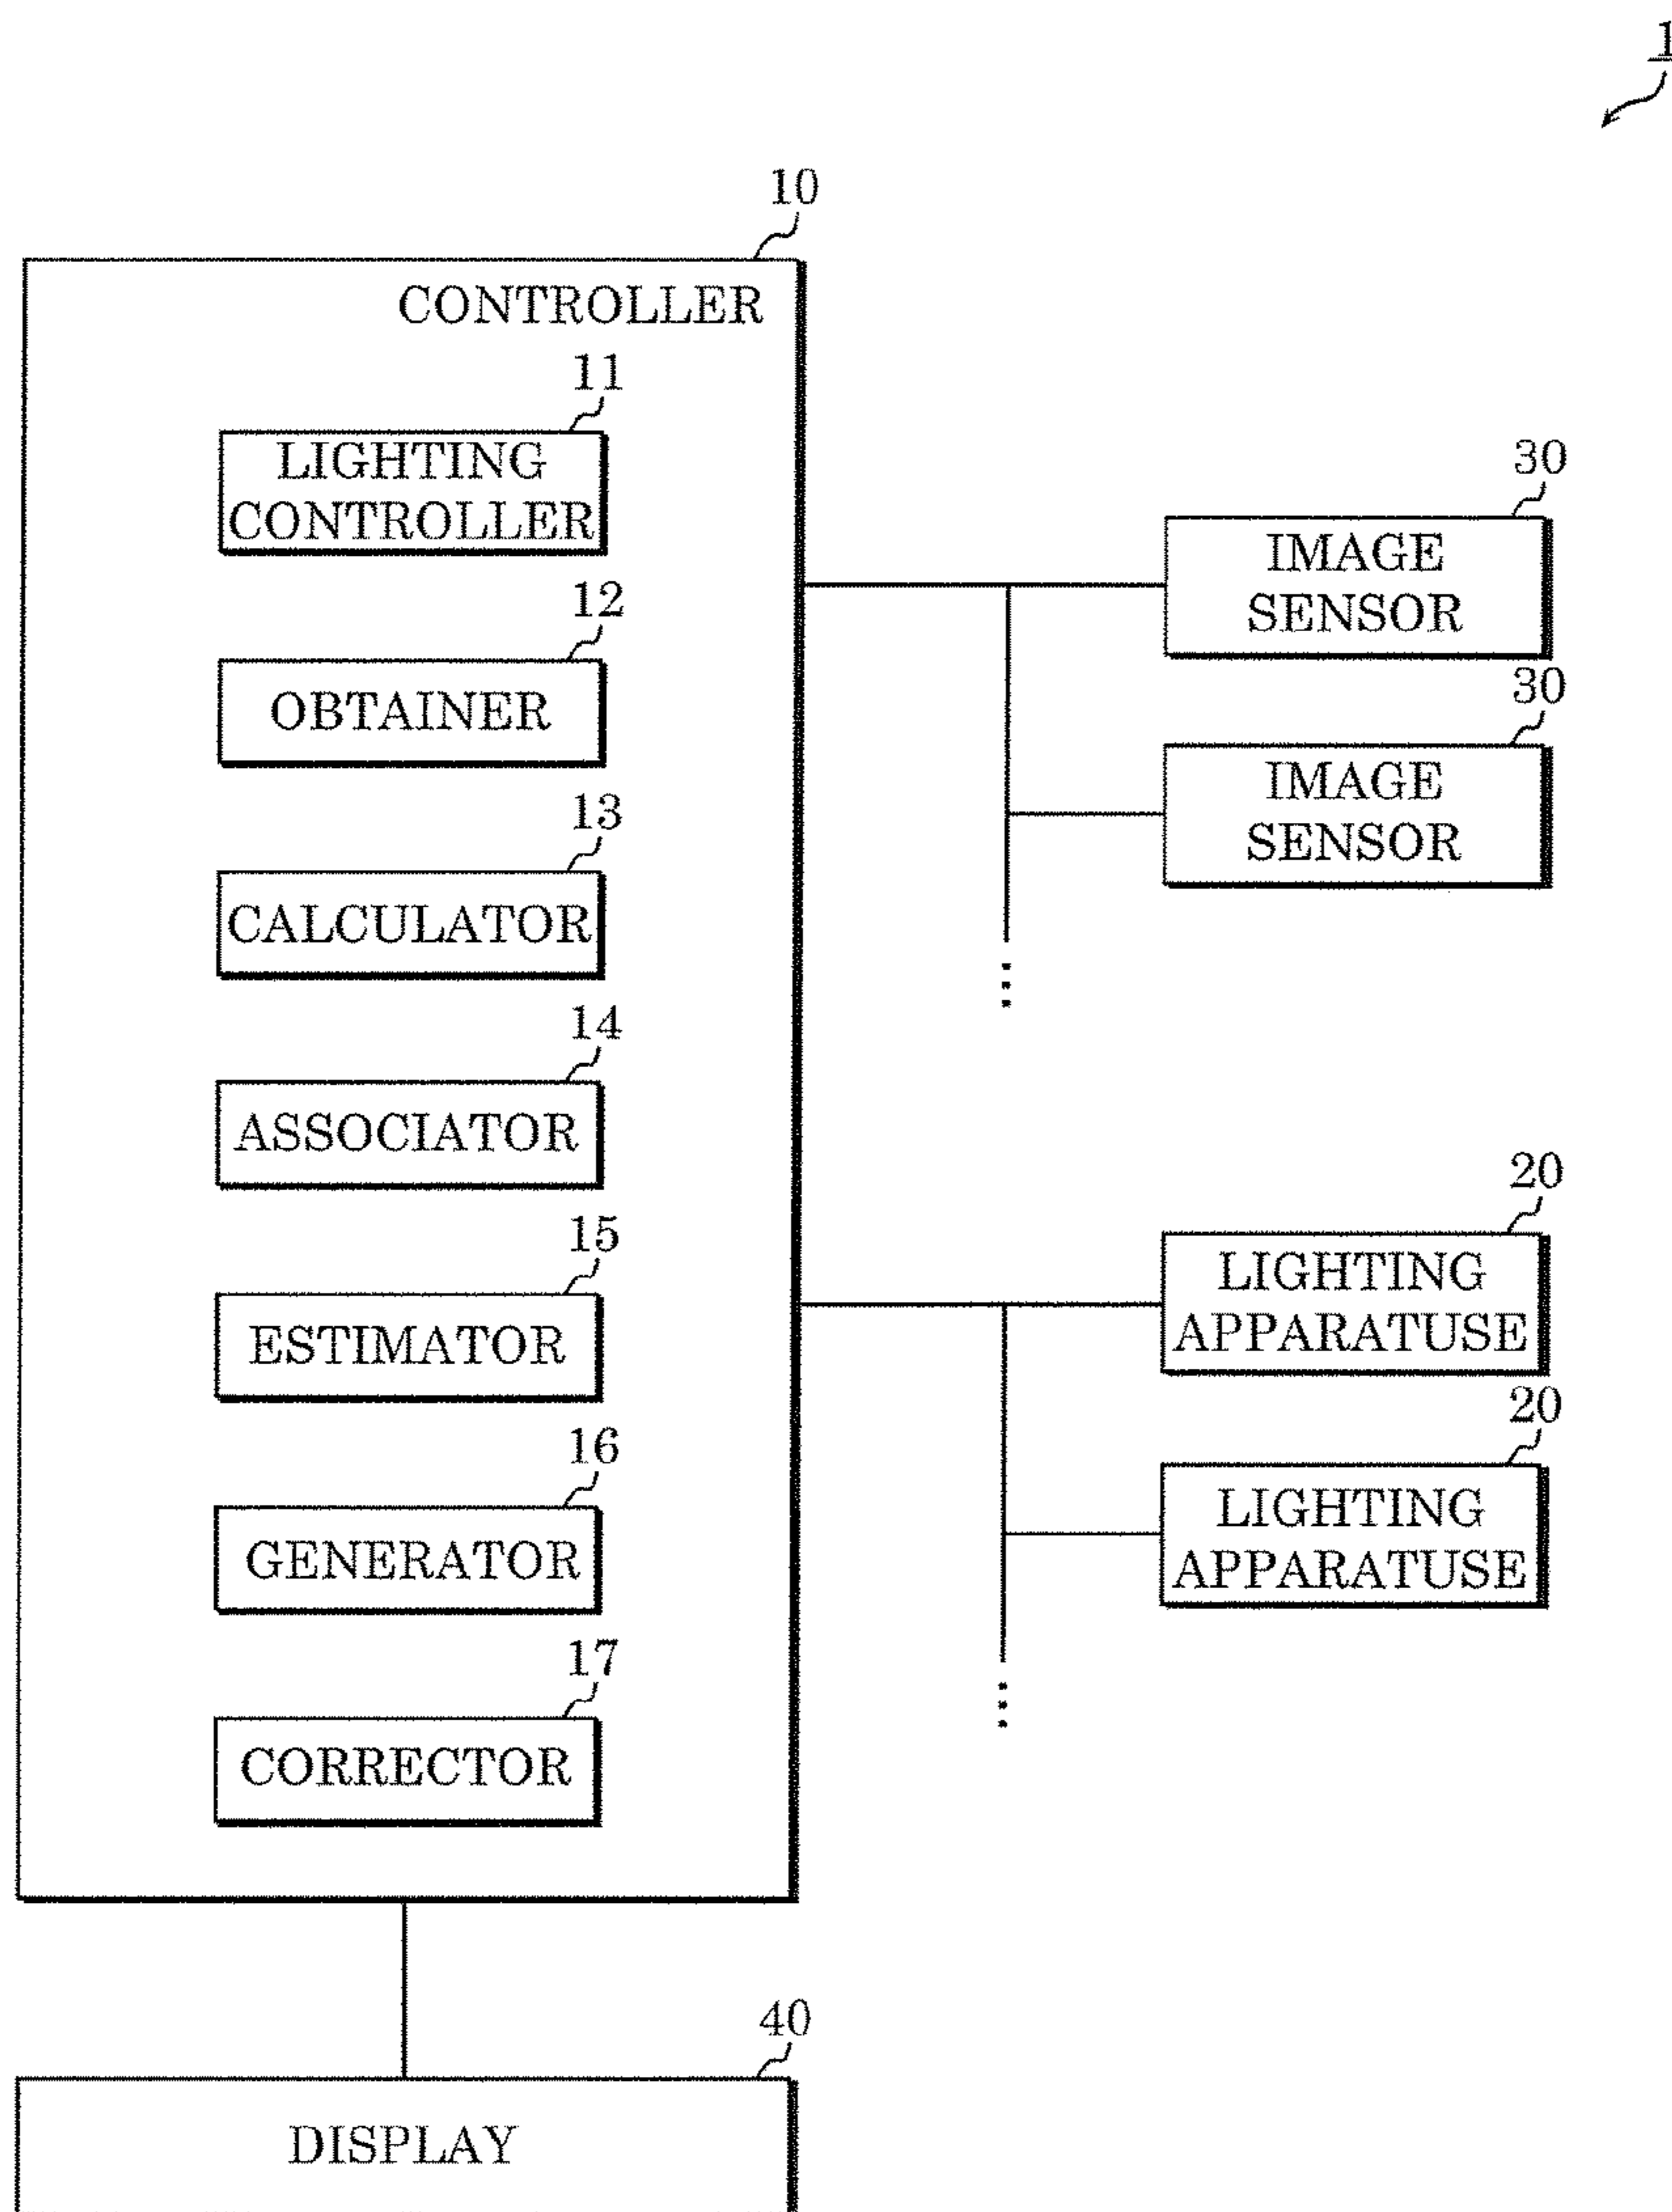 1
10
CONTROLLER
11
LIGHTING
CONTROLLER
12
OBTAINER
13
CALCULATOR
14
ASSOCIATOR
15
ESTIMATOR
16
GENERATOR
17
CORRECTOR
30
IMAGE
SENSOR
30
IMAGE
SENSOR
20
LIGHTING
APPARATUSE
20
LIGHTING
APPARATUSE
40
DISPLAY